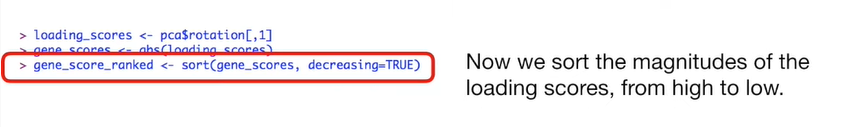 > loading_scores <- pca$rotation[,1]
> gene_scores <- abs(loading_scores)
> gene_score_ranked <- sort(gene_scores, decreasing=TRUE)
Now we sort the magnitudes of the
loading scores, from high to low.